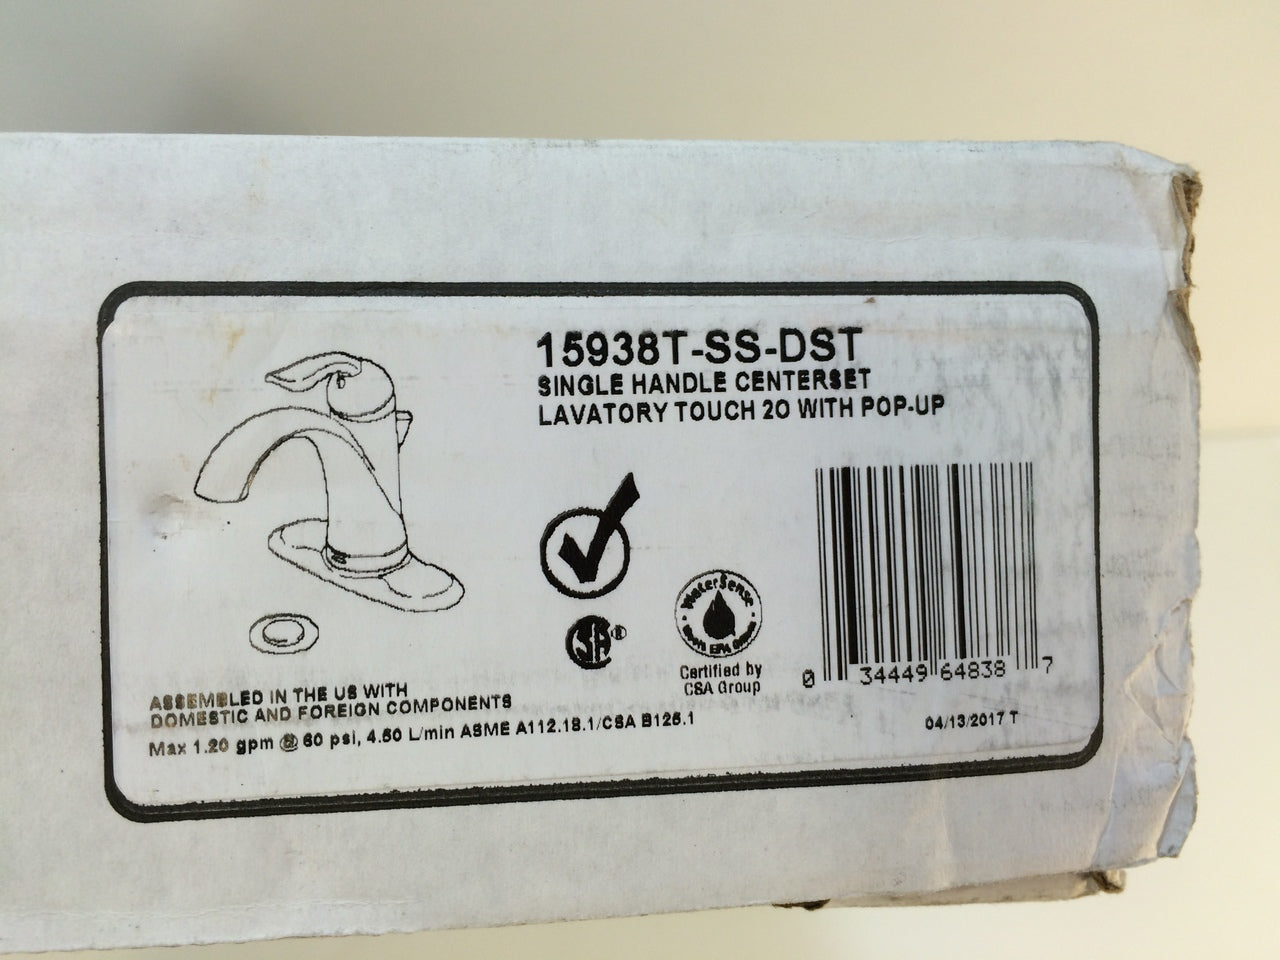 15938T-SS-DST
SINGLE HANDLE CENTERSET
LAVATORY TOUCH 2O WITH POP-UP
WaterSense
Certified by
CSA Group
0 34449 64838 7
ASSEMBLED IN THE US WITH
DOMESTIC AND FOREIGN COMPONENTS
Max 1.20 gpm @ 60 psi, 4.50 L/min ASME A112.18.1/CSA B125.1
04/13/2017 T